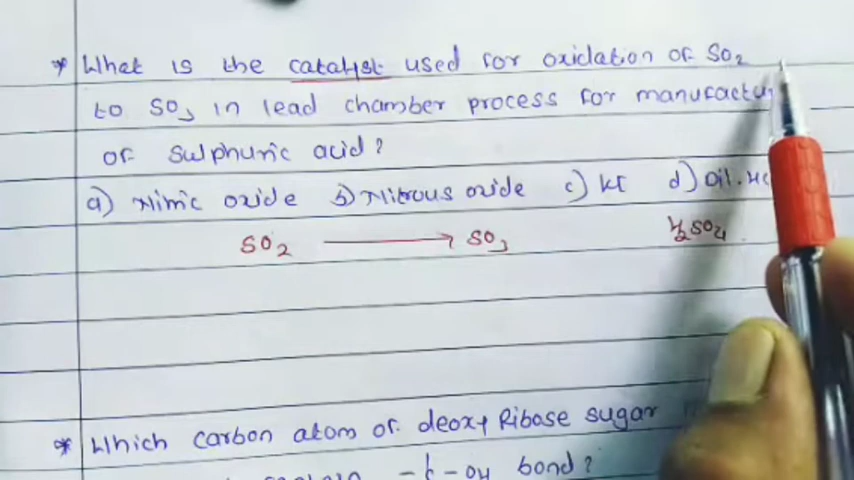 * What is the catalyst used for oxidation of SO2
to SO3 in lead chamber process for manufactu
of sulphuric acid?
a) Nitric oxide b) Nitrous oxide c) KI d) Dil. HC
SO2 → SO3 H2SO4
* Which carbon atom of deoxy Ribose sugar
-C-OH bond?